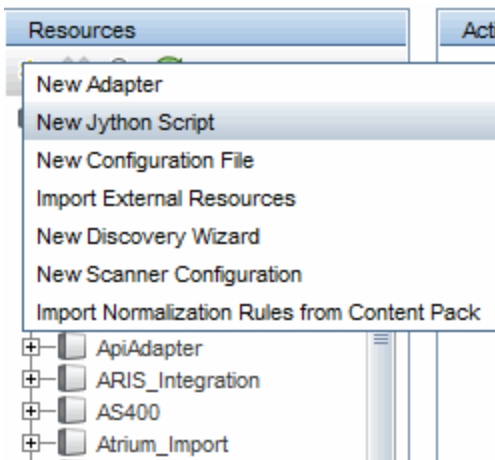 Resources
Acti
New Adapter
New Jython Script
New Configuration File
Import External Resources
New Discovery Wizard
New Scanner Configuration
Import Normalization Rules from Content Pack
ApiAdapter
ARIS_Integration
AS400
Atrium_Import